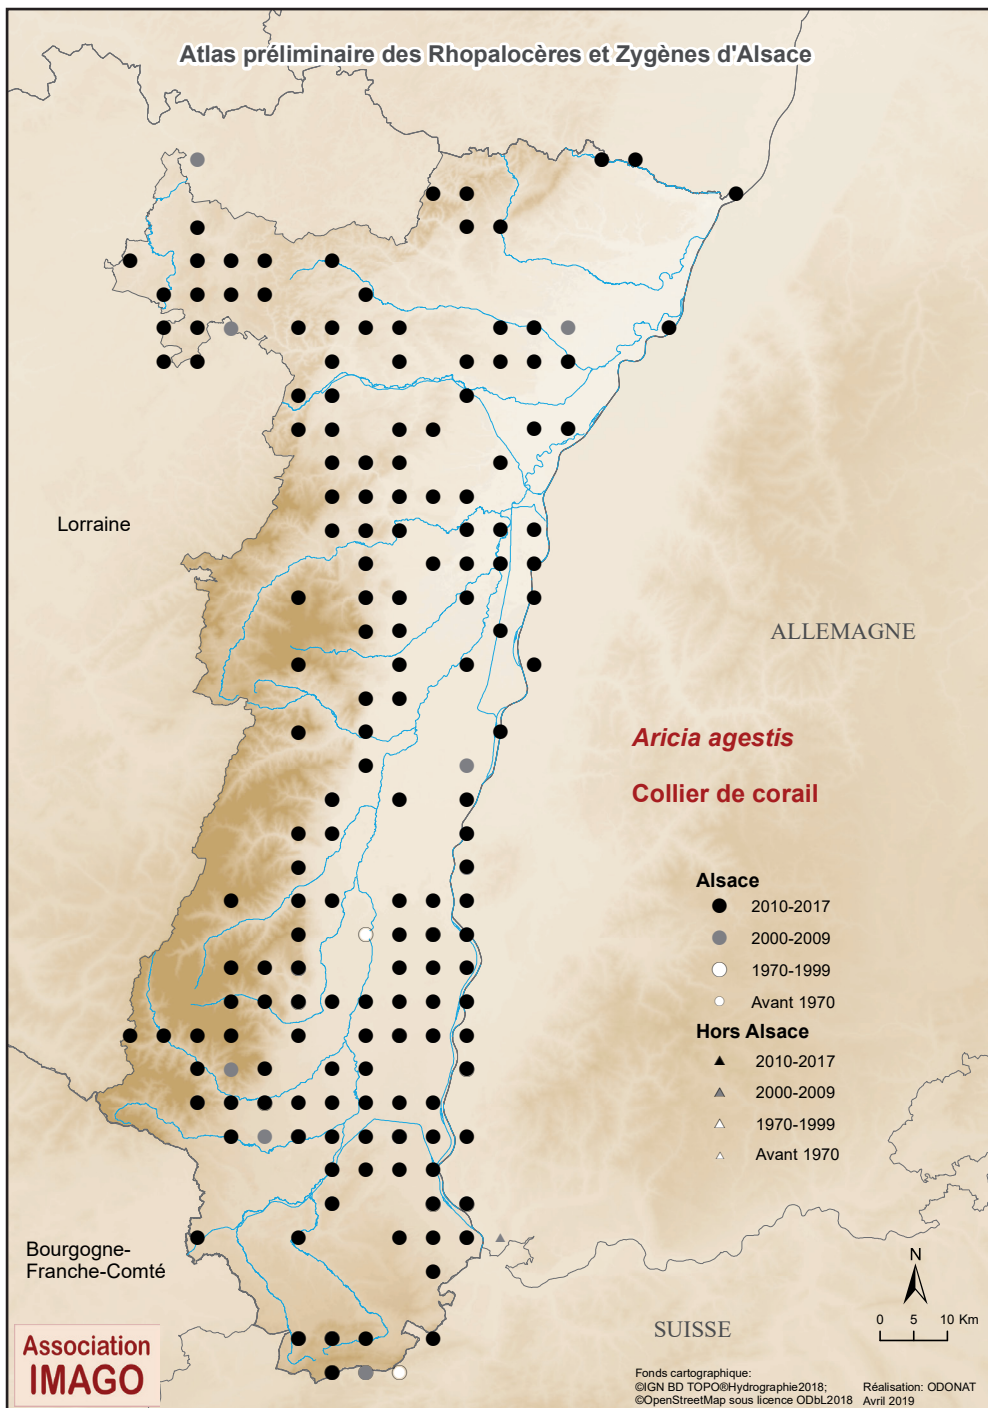 Atlas préliminaire des Rhopalocères et Zygènes d'Alsace
Lorraine
ALLEMAGNE
Aricia agestis
Collier de corail
Alsace
2010-2017
2000-2009
1970-1999
Avant 1970
Hors Alsace
2010-2017
2000-2009
1970-1999
Avant 1970
Bourgogne-
Franche-Comté
N
0 5 10 Km
SUISSE
Association
IMAGO
Fonds cartographique:
©IGN BD TOPO®Hydrographie2018;
©OpenStreetMap sous licence ODbL2018
Réalisation: ODONAT
Avril 2019